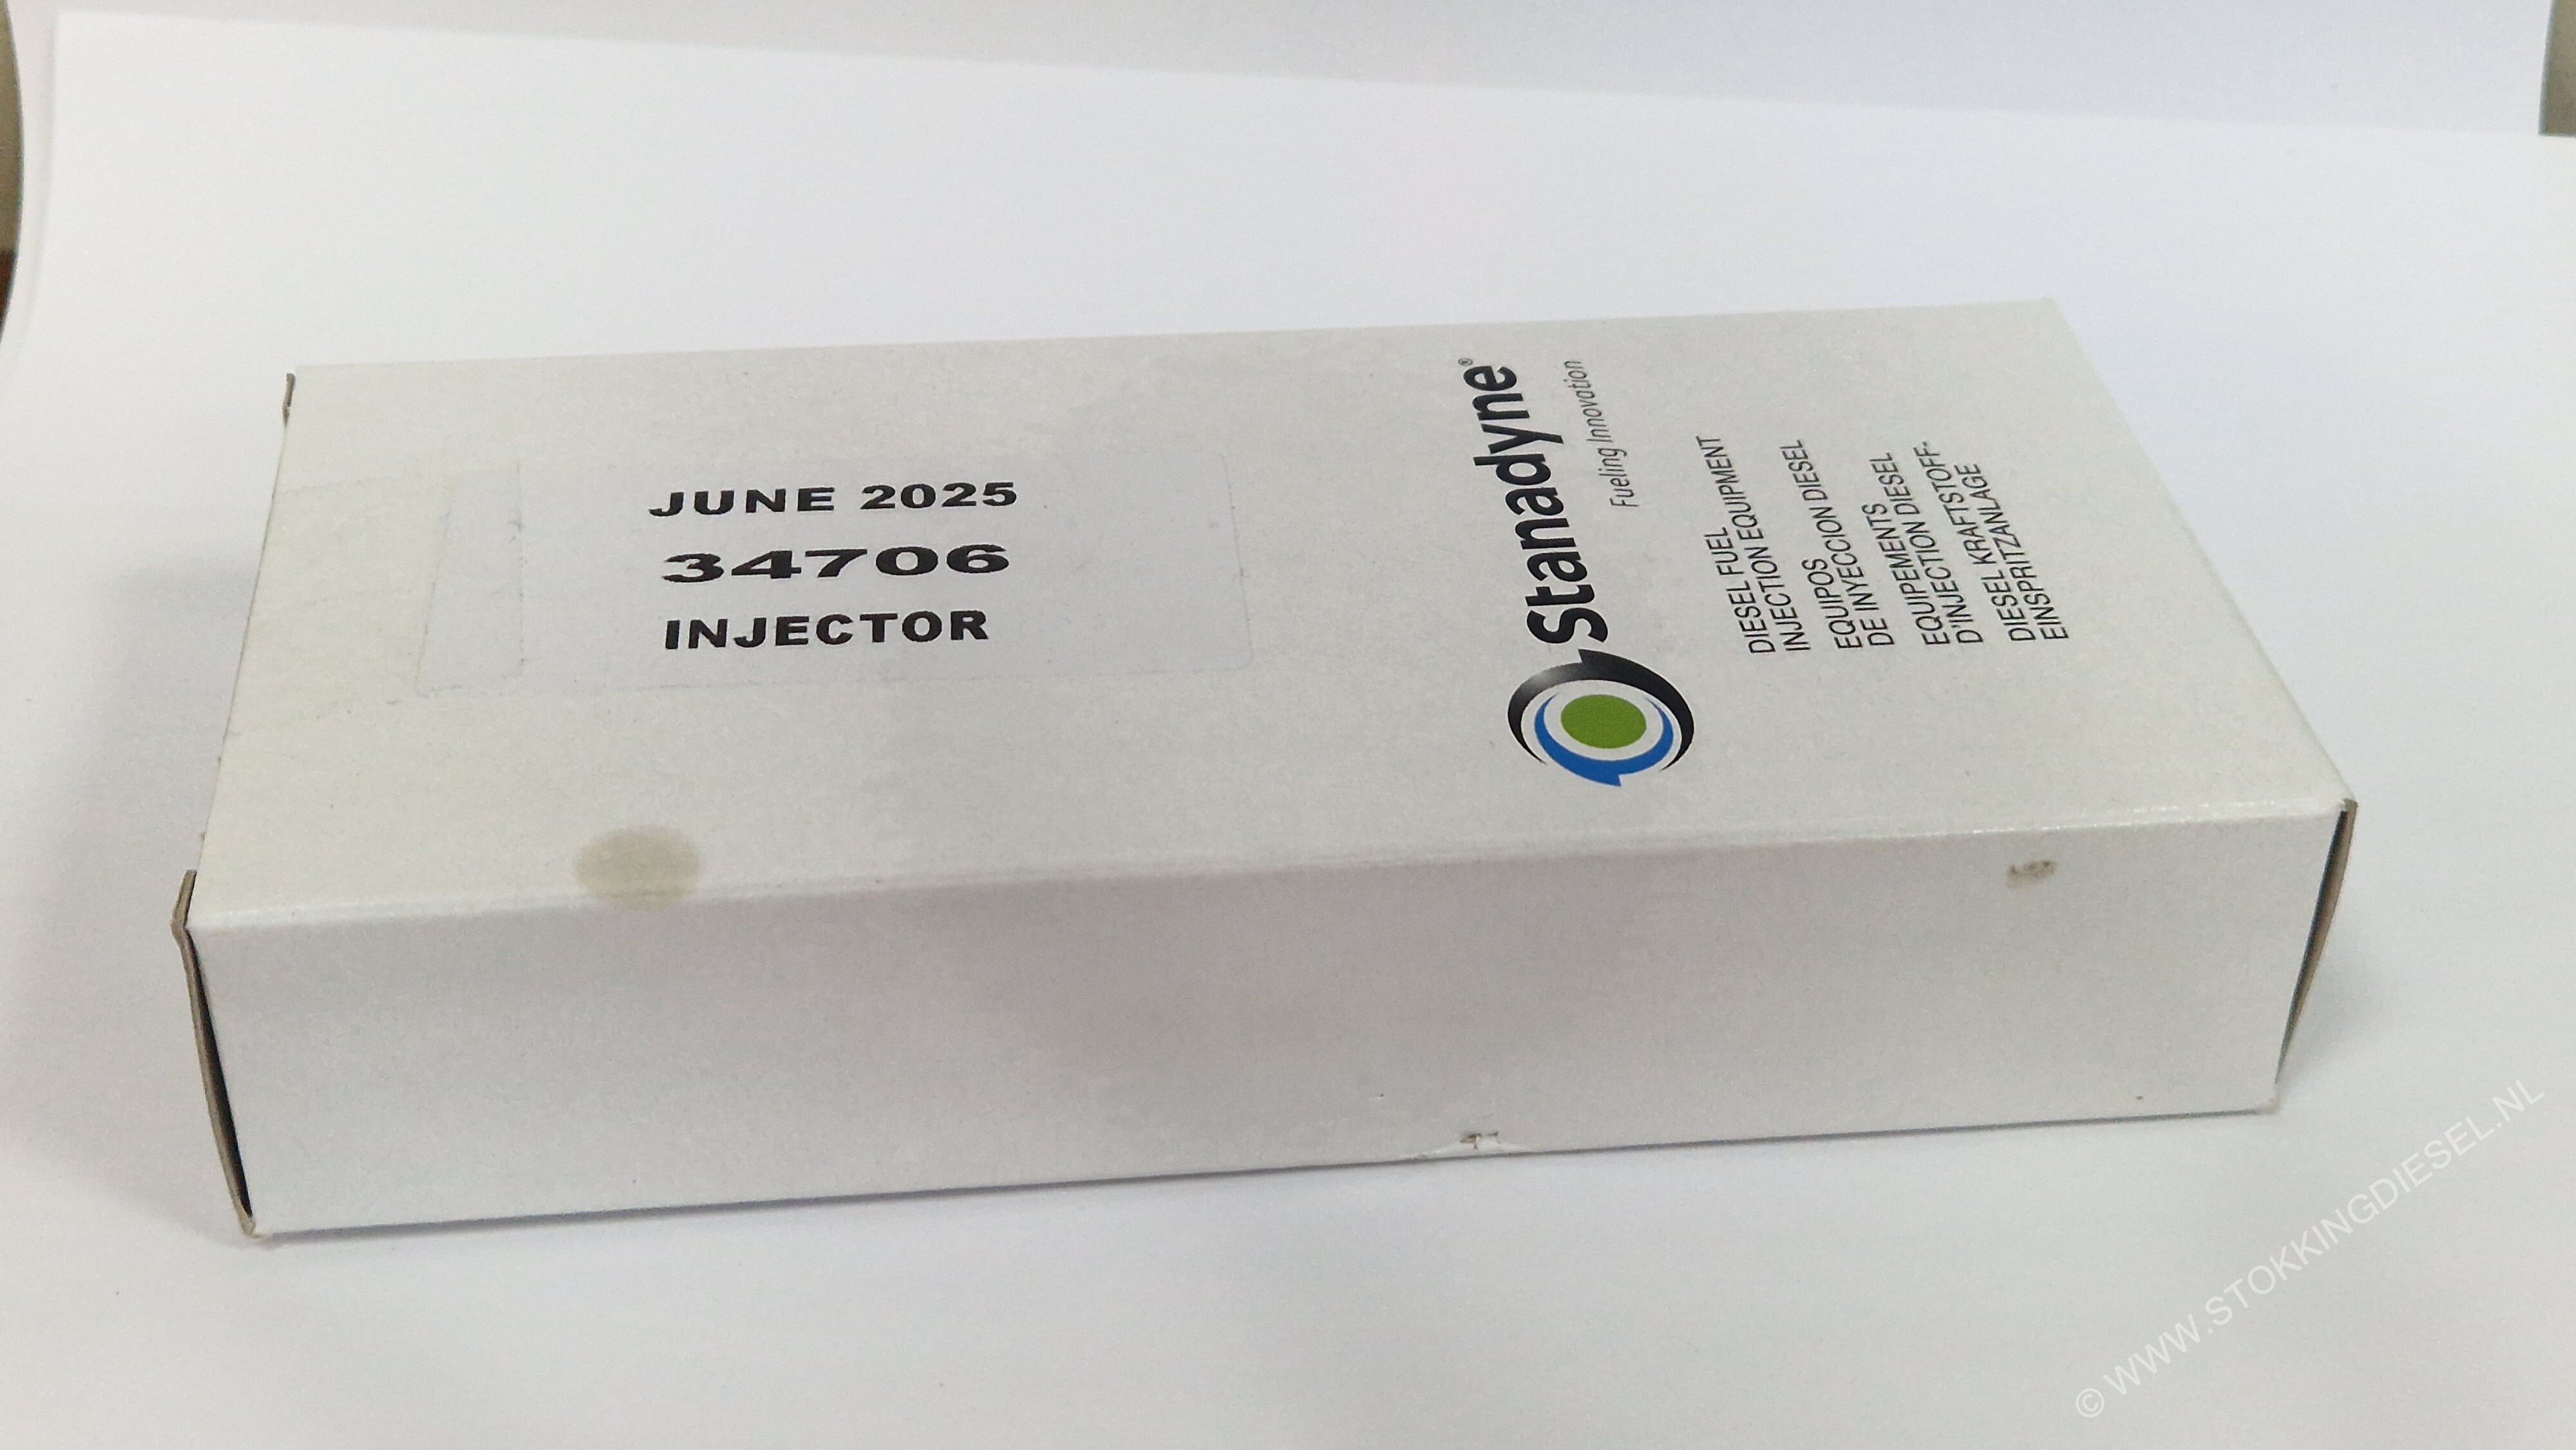 JUNE 2025
34706
INJECTOR
Stanadyne®
Fueling Innovation
DIESEL FUEL
INJECTION EQUIPMENT
EQUIPOS
DE INYECCION DIESEL
EQUIPEMENTS
D'INJECTION DIESEL
DIESEL KRAFTSTOFF-
EINSPRITZANLAGE
© WWW.STOKKINGDIESEL.NL